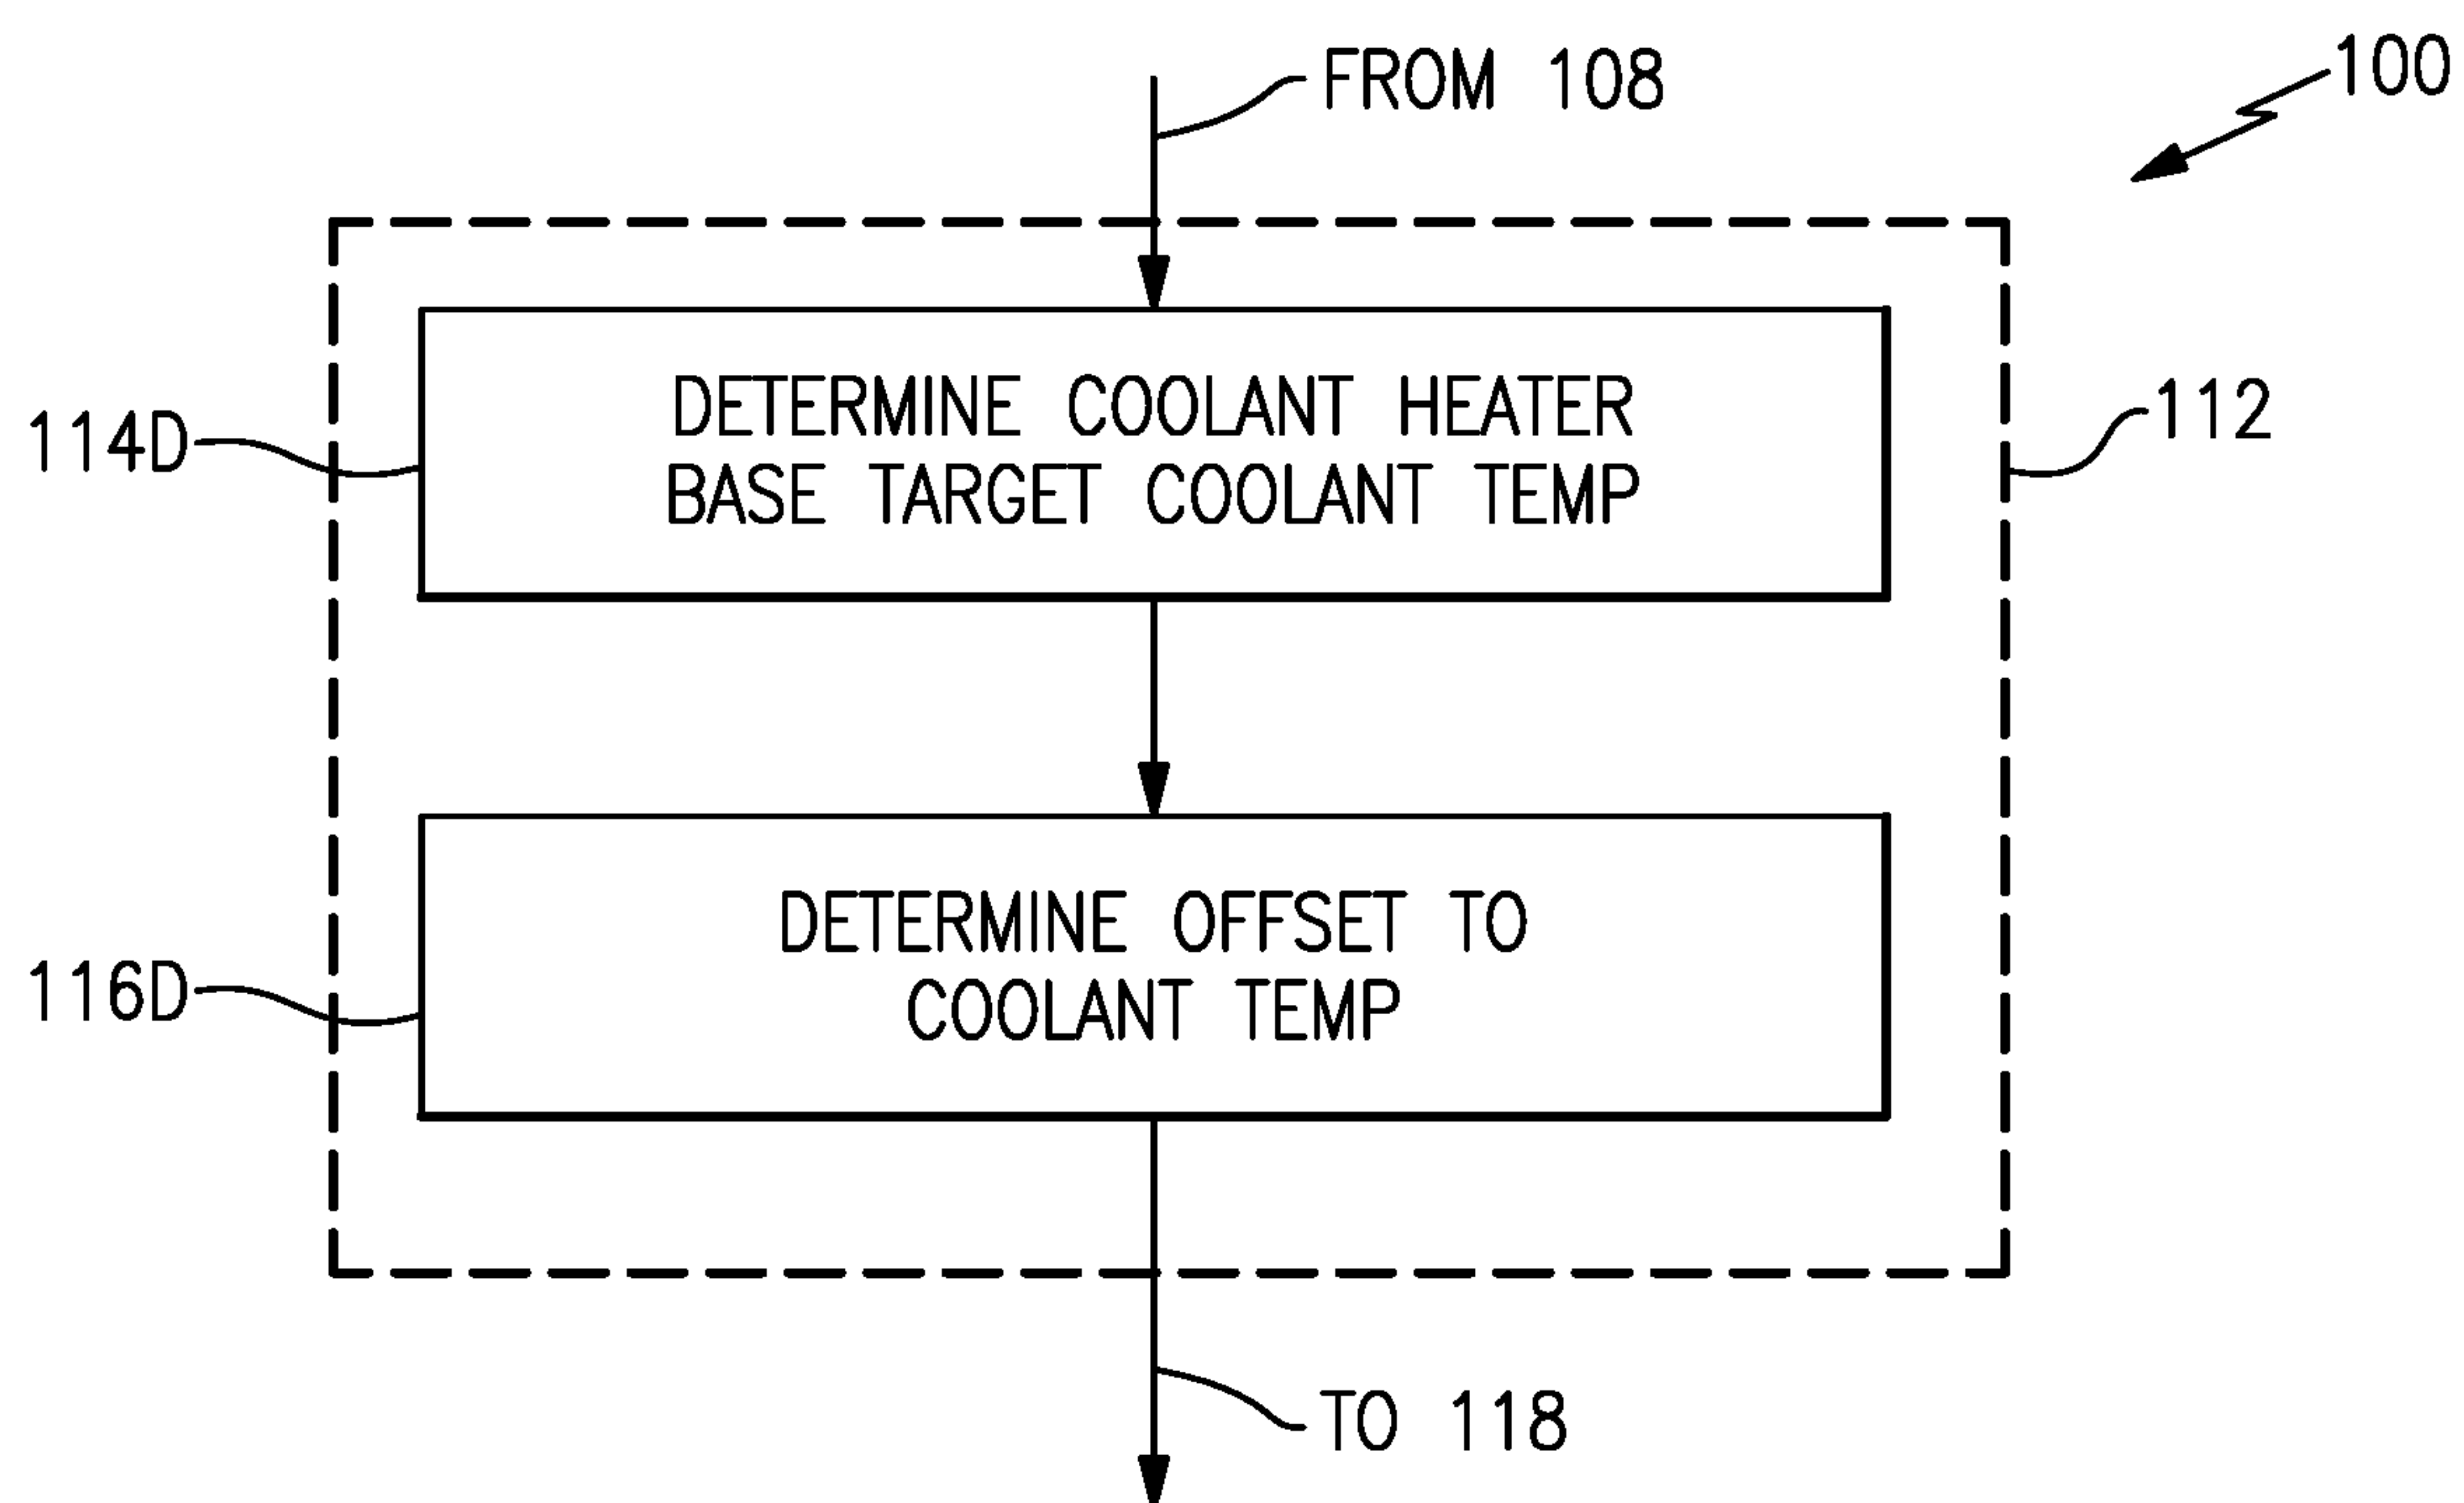 FROM 108
100
DETERMINE COOLANT HEATER
BASE TARGET COOLANT TEMP
114D
112
DETERMINE OFFSET TO
COOLANT TEMP
116D
TO 118